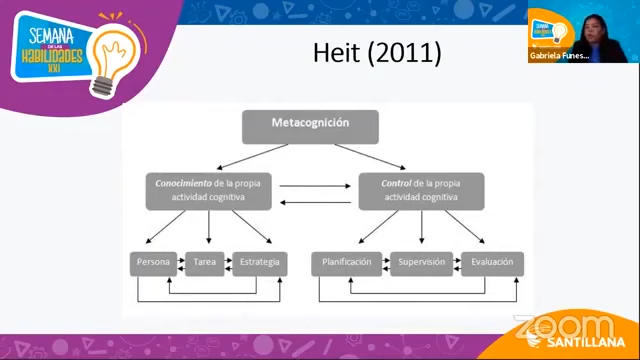 SEMANA
DE LAS
HABILIDADES
XXI
Heit (2011)
Gabriela Funes...
Metacognición
Conocimiento de la propia
actividad cognitiva
Control de la propia
actividad cognitiva
Persona
Tarea
Estrategia
Planificación
Supervisión
Evaluación
zoom
SANTILLANA